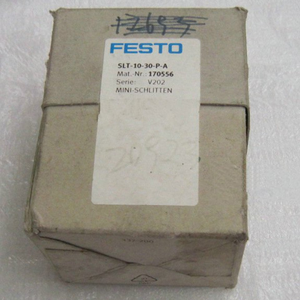 FESTO
SLT-10-30-P-A
Mat.-Nr.: 170556
Serie: V202
MINI-SCHLITTEN